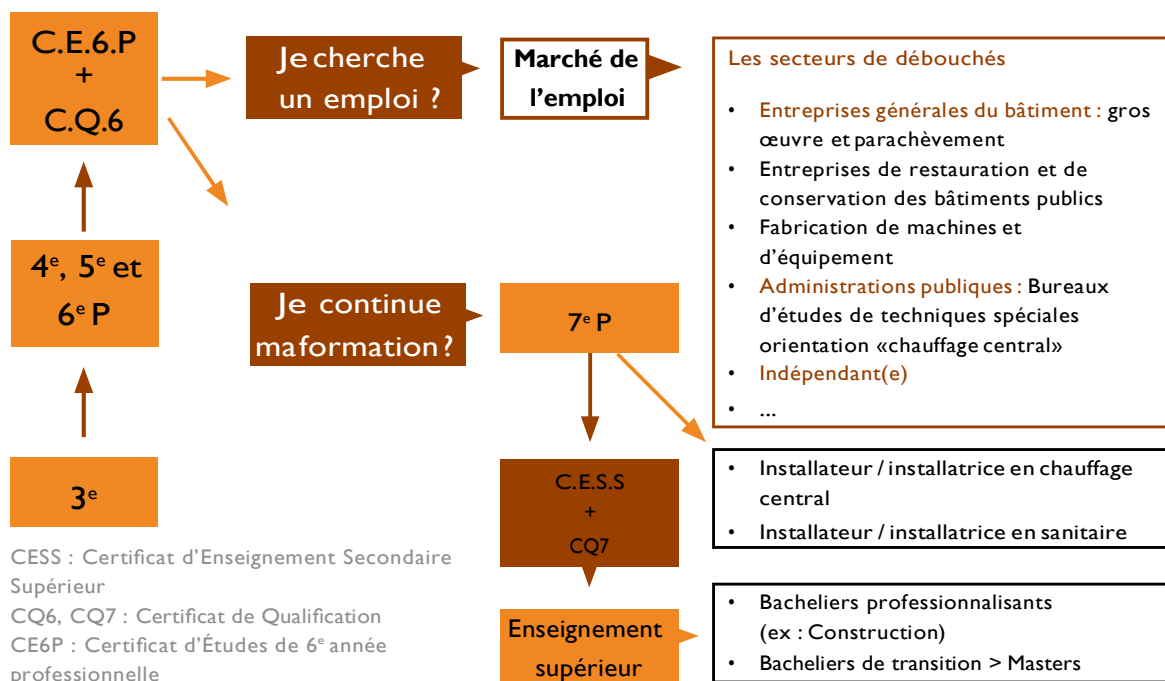 C.E.6.P
+
C.Q.6
Je cherche
un emploi ?
Marché de
l’emploi
Les secteurs de débouchés
• Entreprises générales du bâtiment : gros
œuvre et parachèvement
• Entreprises de restauration et de
conservation des bâtiments publics
• Fabrication de machines et
d’équipement
• Administrations publiques : Bureaux
d’études de techniques spéciales
orientation «chauffage central»
• Indépendant(e)
• ...
4e, 5e et
6e P
Je continue
ma formation ?
7e P
3e
C.E.S.S
+
CQ7
• Installateur / installatrice en chauffage
central
• Installateur / installatrice en sanitaire
CESS : Certificat d’Enseignement Secondaire
Supérieur
CQ6, CQ7 : Certificat de Qualification
CE6P : Certificat d’Études de 6e année
professionnelle
Enseignement
supérieur
• Bacheliers professionnalisants
(ex : Construction)
• Bacheliers de transition > Masters